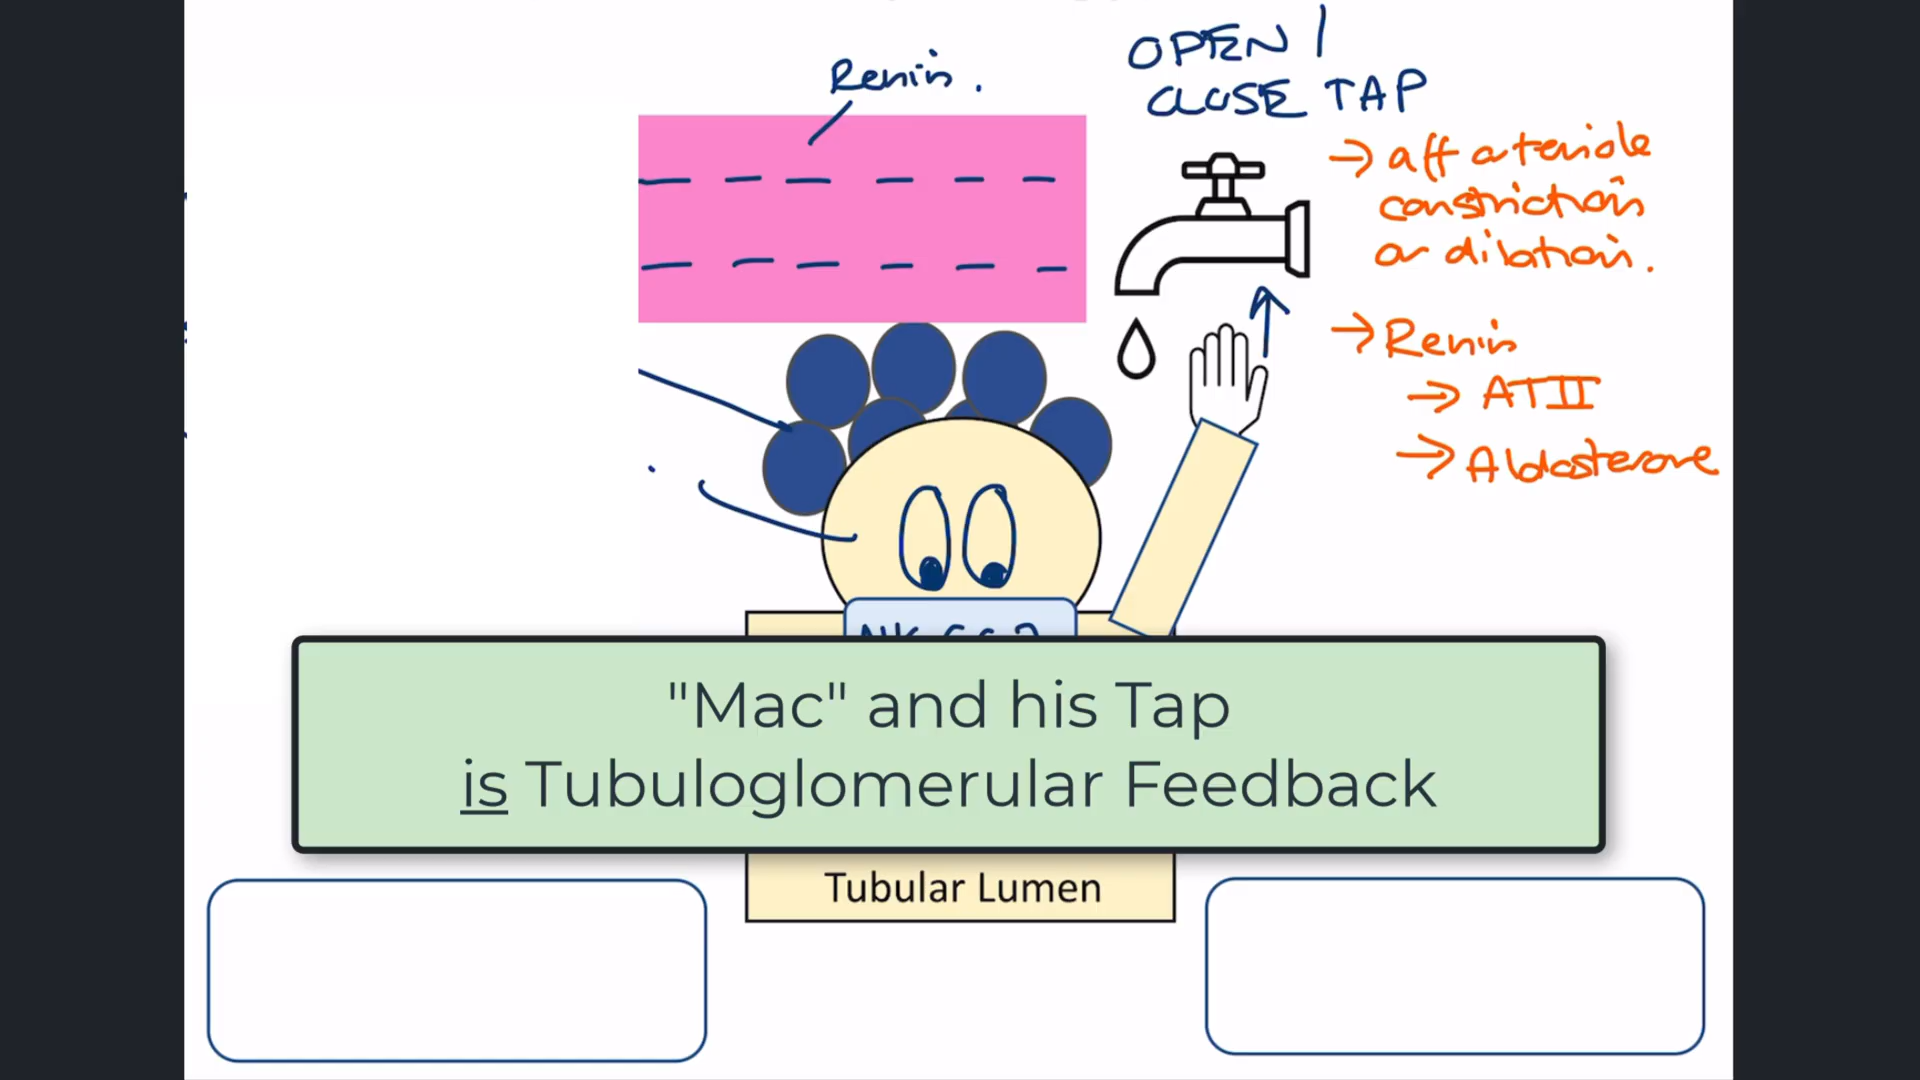 Renin.
OPEN /
CLOSE TAP
→ aff arteriole
constriction
or dilation.
→ Renin
→ ATII
→ Aldosterone
"Mac" and his Tap
is Tubuloglomerular Feedback
Tubular Lumen